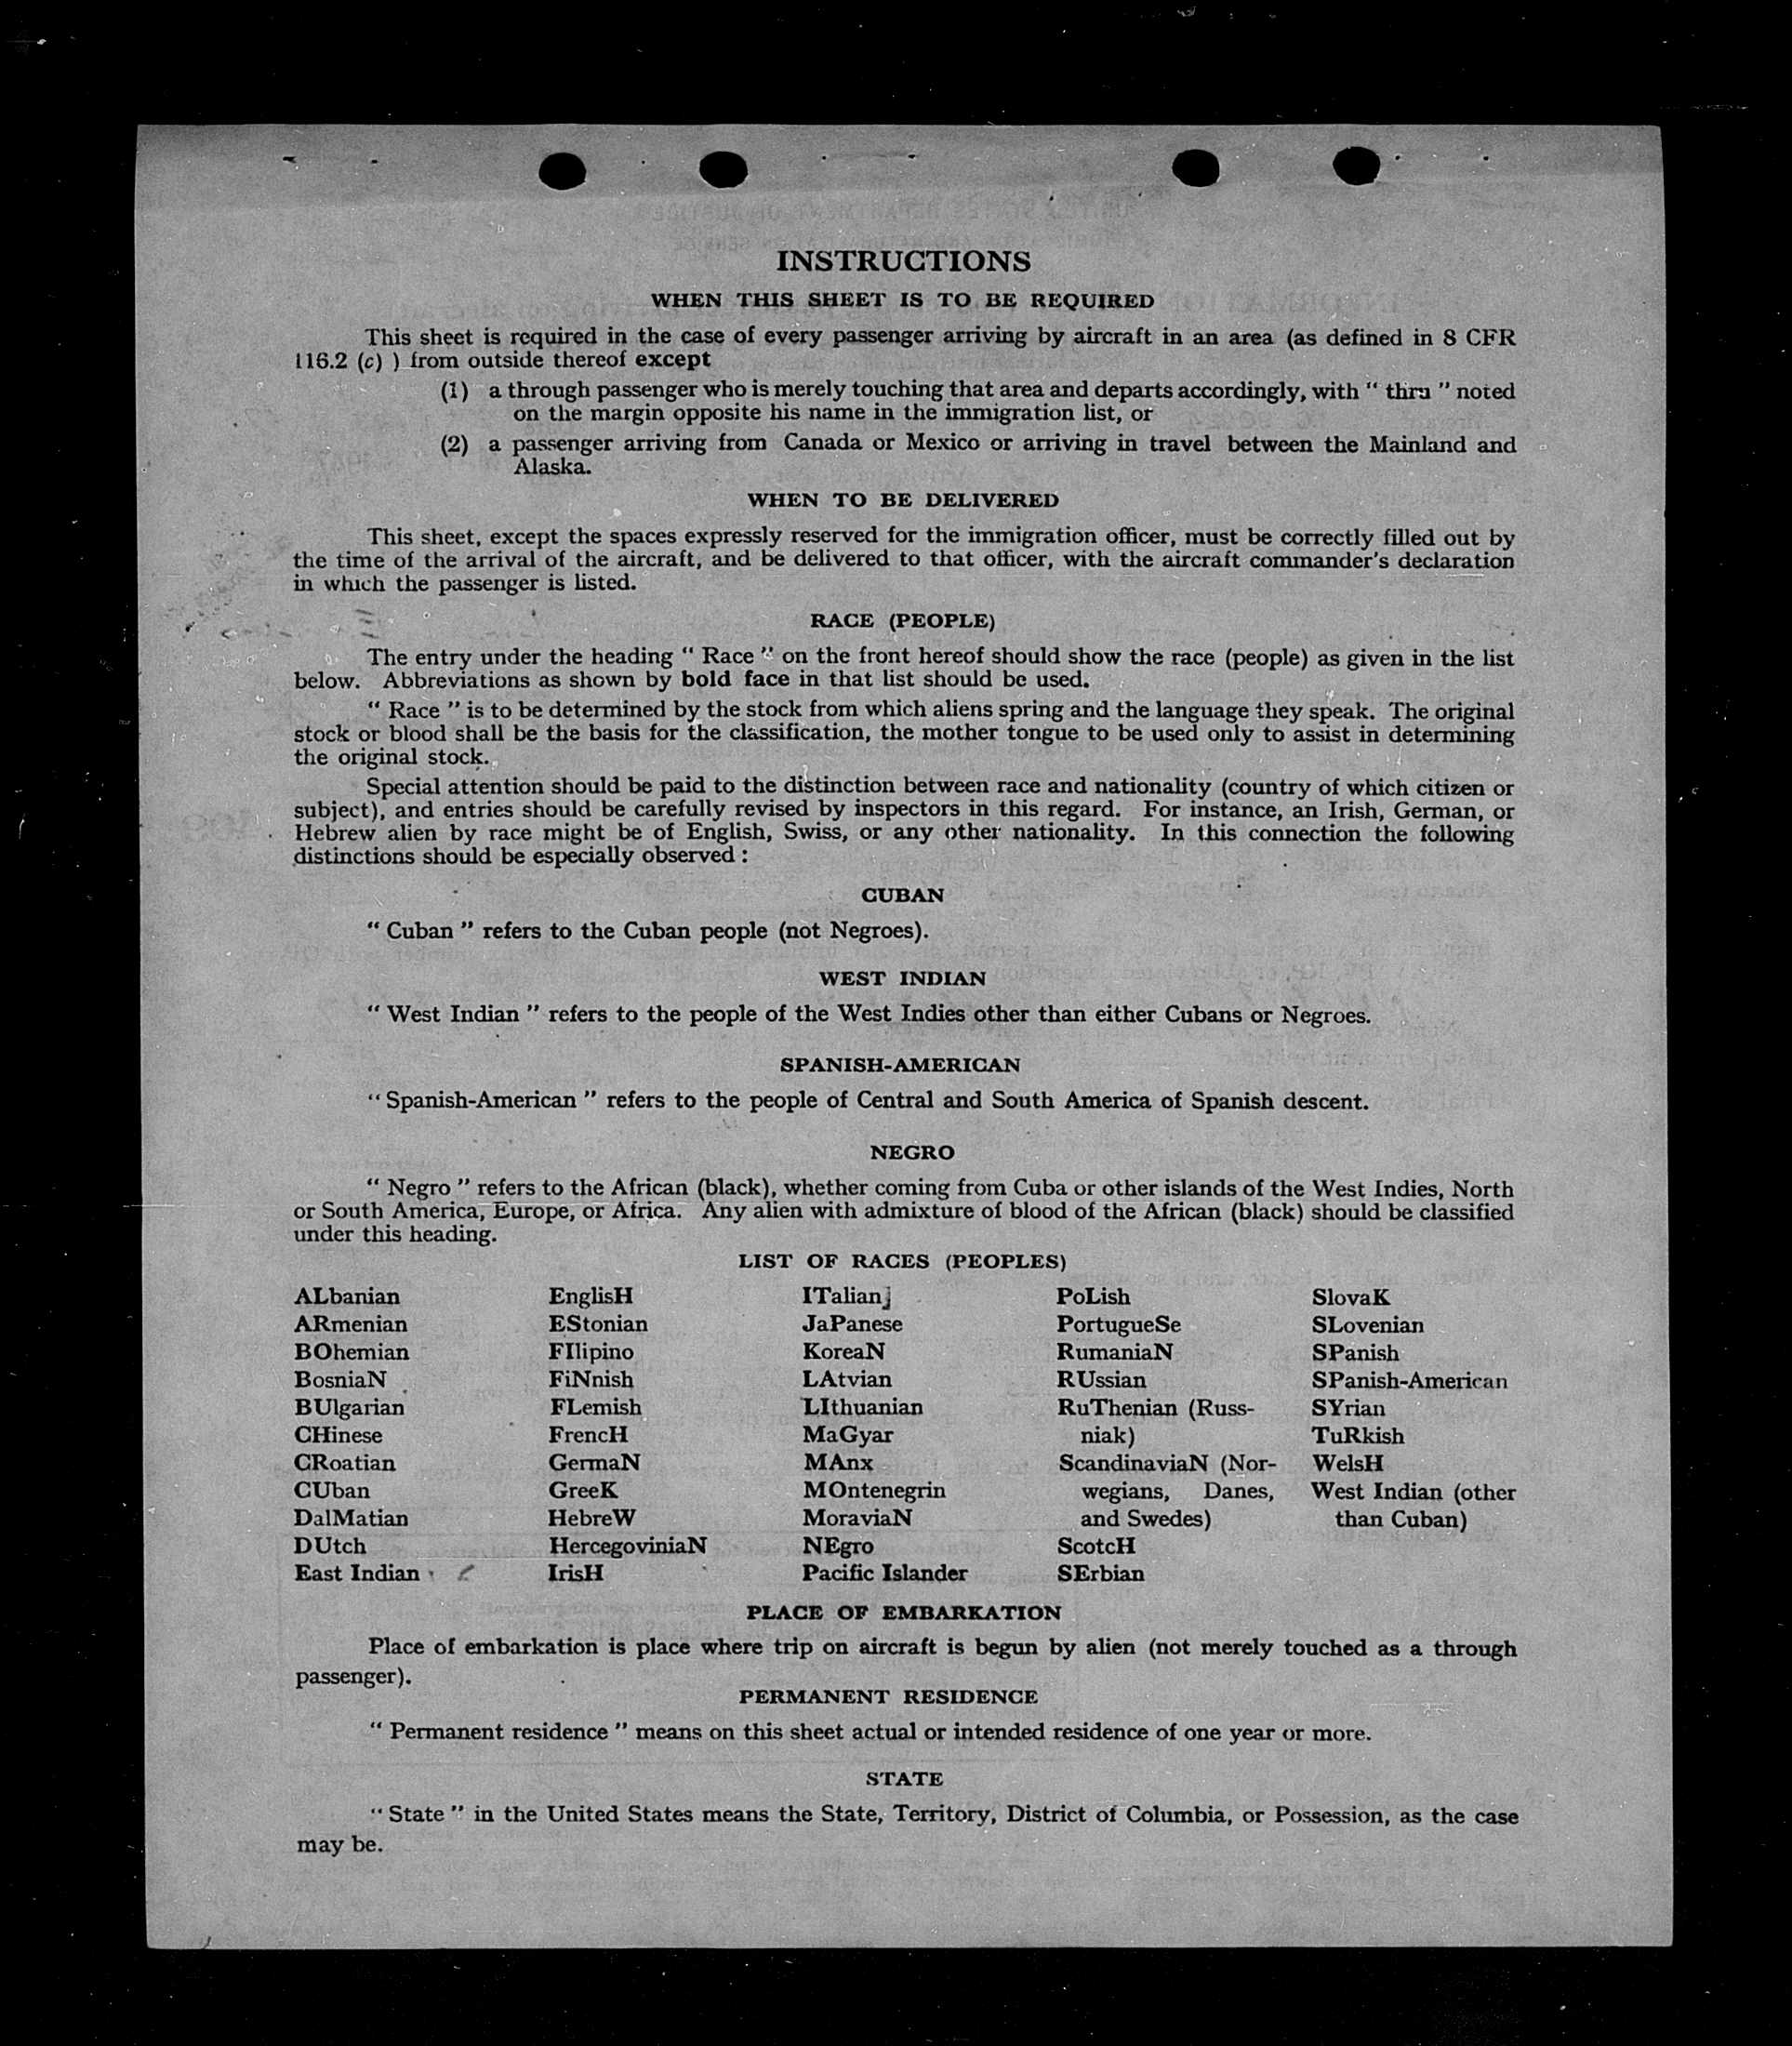 INSTRUCTIONS
WHEN THIS SHEET IS TO BE REQUIRED
This sheet is required in the case of every passenger arriving by aircraft in an area (as defined in 8 CFR
116.2 (c) ) from outside thereof except
(1) a through passenger who is merely touching that area and departs accordingly, with " thru " noted
on the margin opposite his name in the immigration list, or
(2) a passenger arriving from Canada or Mexico or arriving in travel between the Mainland and
Alaska.
WHEN TO BE DELIVERED
This sheet, except the spaces expressly reserved for the immigration officer, must be correctly filled out by
the time of the arrival of the aircraft, and be delivered to that officer, with the aircraft commander's declaration
in which the passenger is listed.
RACE (PEOPLE)
The entry under the heading " Race " on the front hereof should show the race (people) as given in the list
below. Abbreviations as shown by bold face in that list should be used.
" Race " is to be determined by the stock from which aliens spring and the language they speak. The original
stock or blood shall be the basis for the classification, the mother tongue to be used only to assist in determining
the original stock.
Special attention should be paid to the distinction between race and nationality (country of which citizen or
subject), and entries should be carefully revised by inspectors in this regard. For instance, an Irish, German, or
Hebrew alien by race might be of English, Swiss, or any other nationality. In this connection the following
distinctions should be especially observed :
CUBAN
" Cuban " refers to the Cuban people (not Negroes).
WEST INDIAN
" West Indian " refers to the people of the West Indies other than either Cubans or Negroes.
SPANISH-AMERICAN
" Spanish-American " refers to the people of Central and South America of Spanish descent.
NEGRO
" Negro " refers to the African (black), whether coming from Cuba or other islands of the West Indies, North
or South America, Europe, or Africa. Any alien with admixture of blood of the African (black) should be classified
under this heading.
LIST OF RACES (PEOPLES)
ALbanian
ARmenian
BOhemian
BosniaN
BUlgarian
CHinese
CRoatian
CUban
DalMatian
DUtch
East Indian
EnglisH
EStonian
FIlipino
FiNnish
FLemish
FrencH
GermaN
GreeK
HebreW
HercegoviniaN
IrisH
ITalian
JaPanese
KoreaN
LAtvian
LIthuanian
MaGyar
MAnx
MOntenegrin
MoraviaN
NEgro
Pacific Islander
PoLish
PortugueSe
RumaniaN
RUssian
RuThenian (Russ-
niak)
ScandinaviaN (Nor-
wegians, Danes,
and Swedes)
ScotcH
SErbian
SlovaK
SLovenian
SPanish
SPanish-American
SYrian
TuRkish
WelsH
West Indian (other
than Cuban)
PLACE OF EMBARKATION
Place of embarkation is place where trip on aircraft is begun by alien (not merely touched as a through
passenger).
PERMANENT RESIDENCE
" Permanent residence " means on this sheet actual or intended residence of one year or more.
STATE
" State " in the United States means the State, Territory, District of Columbia, or Possession, as the case
may be.